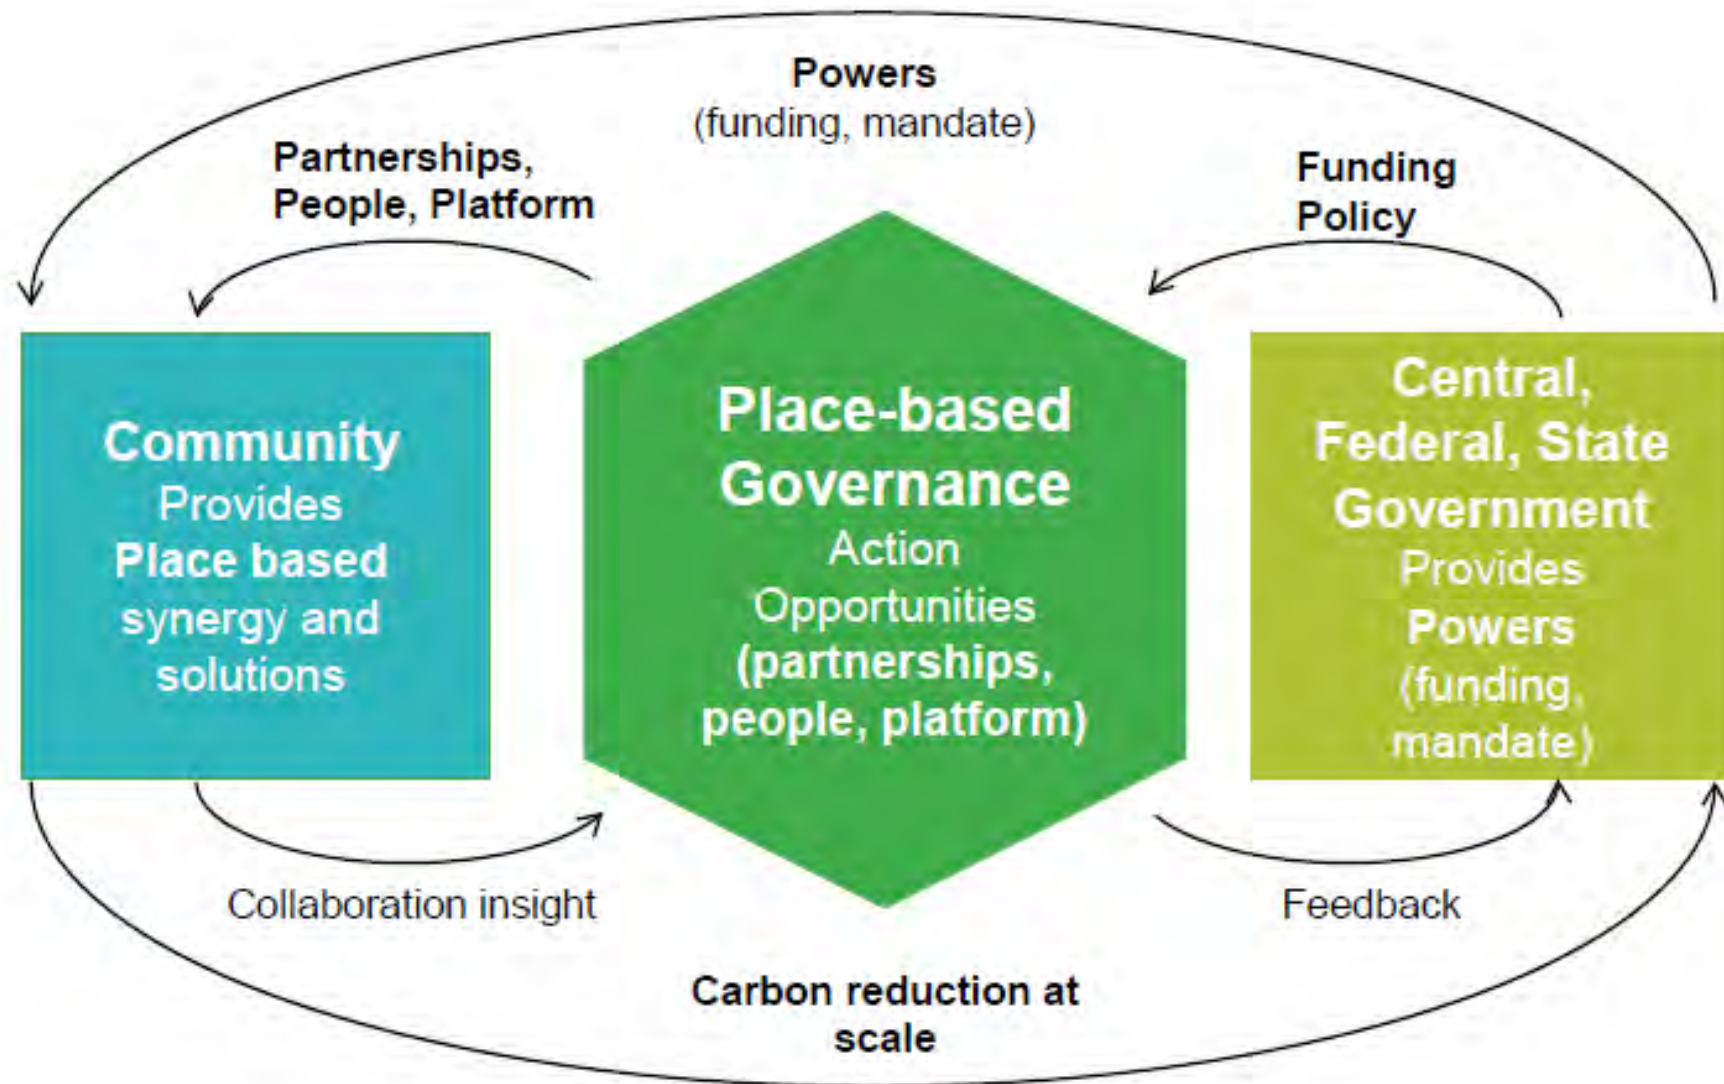 Powers
(funding, mandate)
Partnerships,
People, Platform
Funding
Policy
Community
Provides
Place based
synergy and
solutions
Place-based
Governance
Action
Opportunities
(partnerships,
people, platform)
Central,
Federal, State
Government
Provides
Powers
(funding,
mandate)
Collaboration insight
Feedback
Carbon reduction at
scale